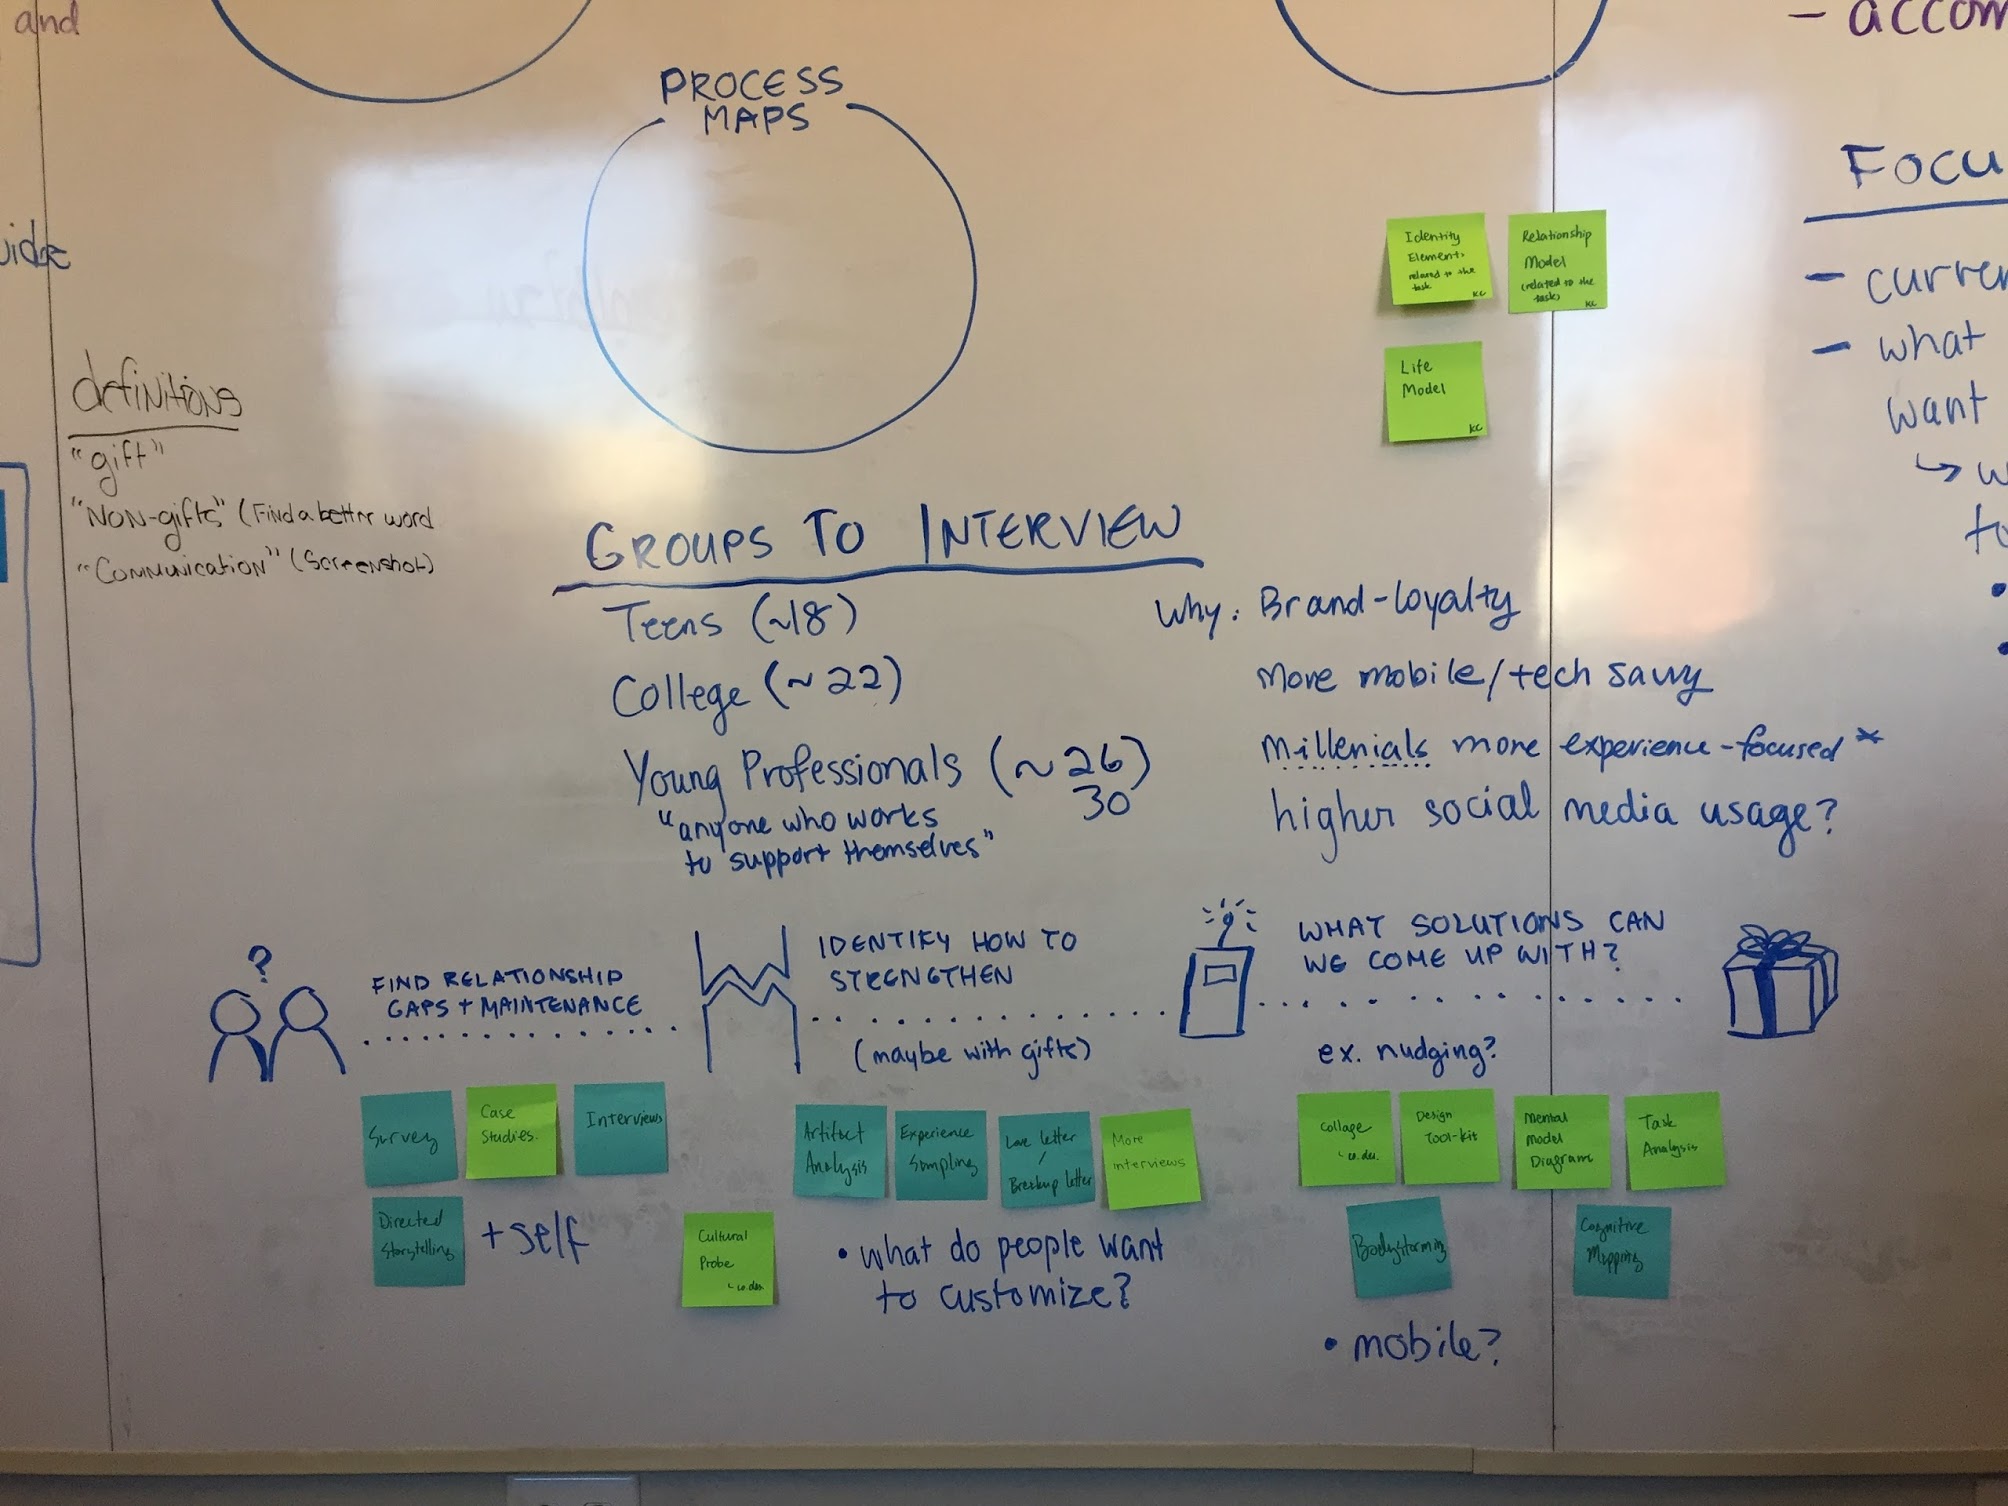 and
- accom
PROCESS
MAPS
Focu
uide
- curren
- what
want
↳ w
to
Identity
Elements
related to the
task
KC
Relationship
Model
(related to the
task)
KC
Life
Model
KC
definitions
"gift"
"NON-gifts" (Find a better word
"Communication" (Screenshot)
GROUPS TO INTERVIEW
Teens (~18)
College (~22)
Young Professionals (~26)
30
"anyone who works
to support themselves"
Why: Brand-loyalty
More mobile/tech savvy
Millenials more experience-focused *
higher social media usage?
?
FIND RELATIONSHIP
GAPS + MAINTENANCE
IDENTIFY HOW TO
STRENGTHEN
(maybe with gifts)
WHAT SOLUTIONS CAN
WE COME UP WITH?
ex. nudging?
Survey
Case
Studies.
Interviews
Directed
Storytelling
+ self
Cultural
Probe
↳ co.des.
Artifact
Analysis
Experience
Sampling
Love letter
/
Breakup letter
More
interviews
• what do people want
to customize?
Collage
↳ co.des.
Design
Tool-kit
Mental
Model
Diagrams
Task
Analysis
Bodystorming
Cognitive
Mapping
• mobile?